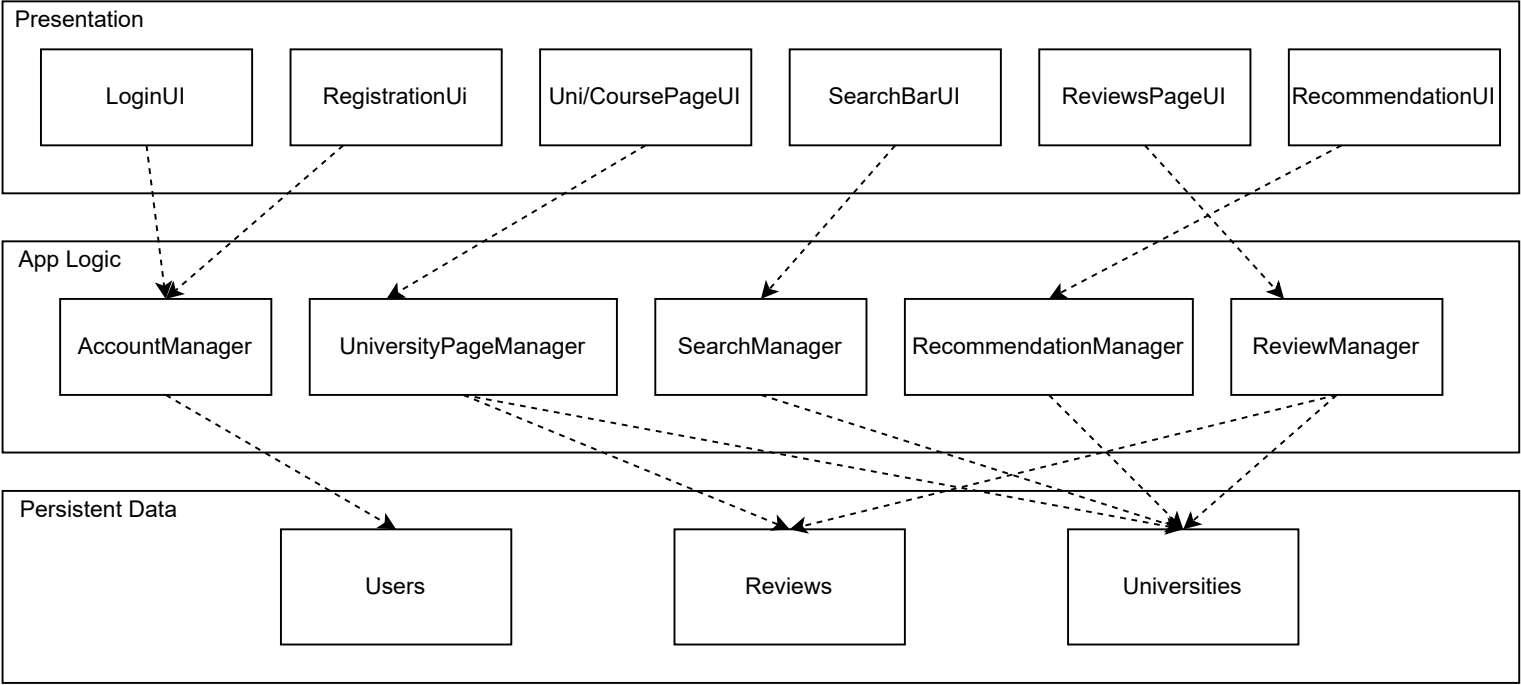 Presentation
LoginUI
RegistrationUi
Uni/CoursePageUI
SearchBarUI
ReviewsPageUI
RecommendationUI
App Logic
AccountManager
UniversityPageManager
SearchManager
RecommendationManager
ReviewManager
Persistent Data
Users
Reviews
Universities